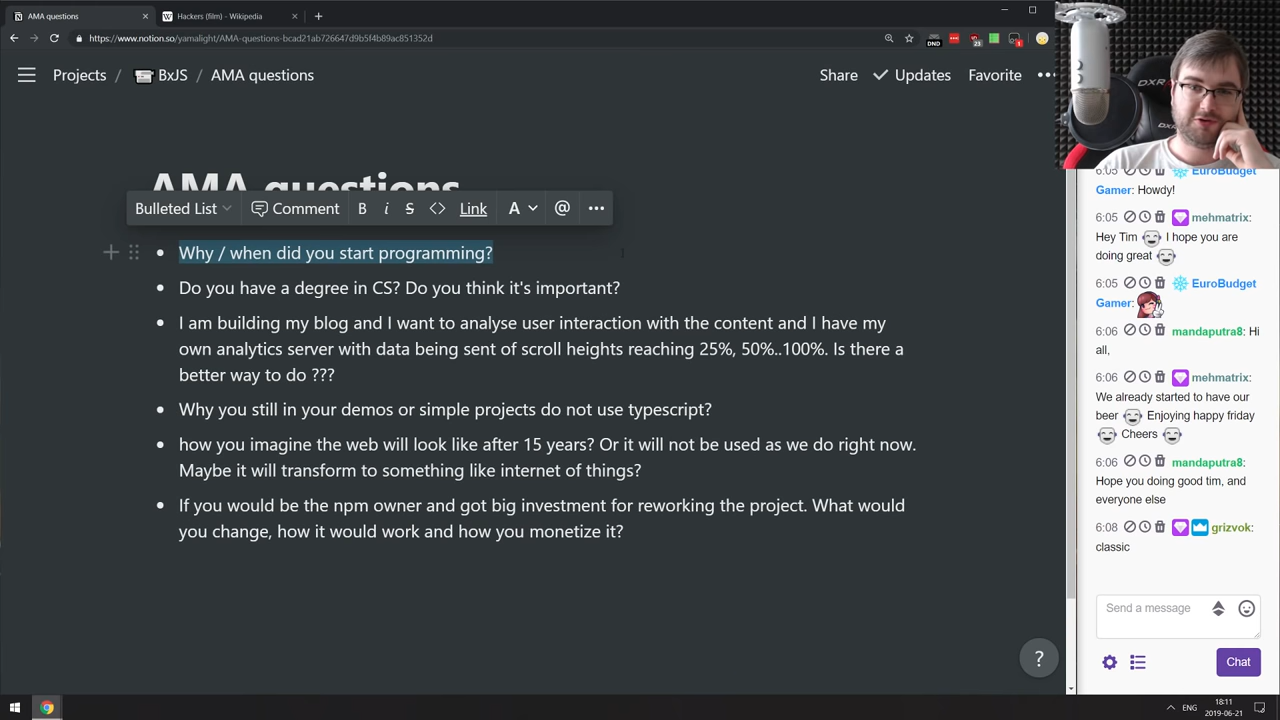 AMA questions
Hackers (film) - Wikipedia
https://www.notion.so/yamalight/AMA-questions-bcad21ab726647d9b5f4b89ac851352d
DND
23
1
Projects / BxJS / AMA questions
Share Updates Favorite
AMA questions
Bulleted List Comment B i S <> Link A @
Why / when did you start programming?
Do you have a degree in CS? Do you think it's important?
I am building my blog and I want to analyse user interaction with the content and I have my
own analytics server with data being sent of scroll heights reaching 25%, 50%..100%. Is there a
better way to do ???
Why you still in your demos or simple projects do not use typescript?
how you imagine the web will look like after 15 years? Or it will not be used as we do right now.
Maybe it will transform to something like internet of things?
If you would be the npm owner and got big investment for reworking the project. What would
you change, how it would work and how you monetize it?
?
DXR
6:05 EuroBudget
Gamer: Howdy!
6:05 mehmatrix:
Hey Tim I hope you are
doing great
6:05 EuroBudget
Gamer:
6:06 mandaputra8: Hi
all,
6:06 mehmatrix:
We already started to have our
beer Enjoying happy friday
Cheers
6:06 mandaputra8:
Hope you doing good tim, and
everyone else
6:08 grizvok:
classic
Send a message
Chat
ENG
18:11
2019-06-21